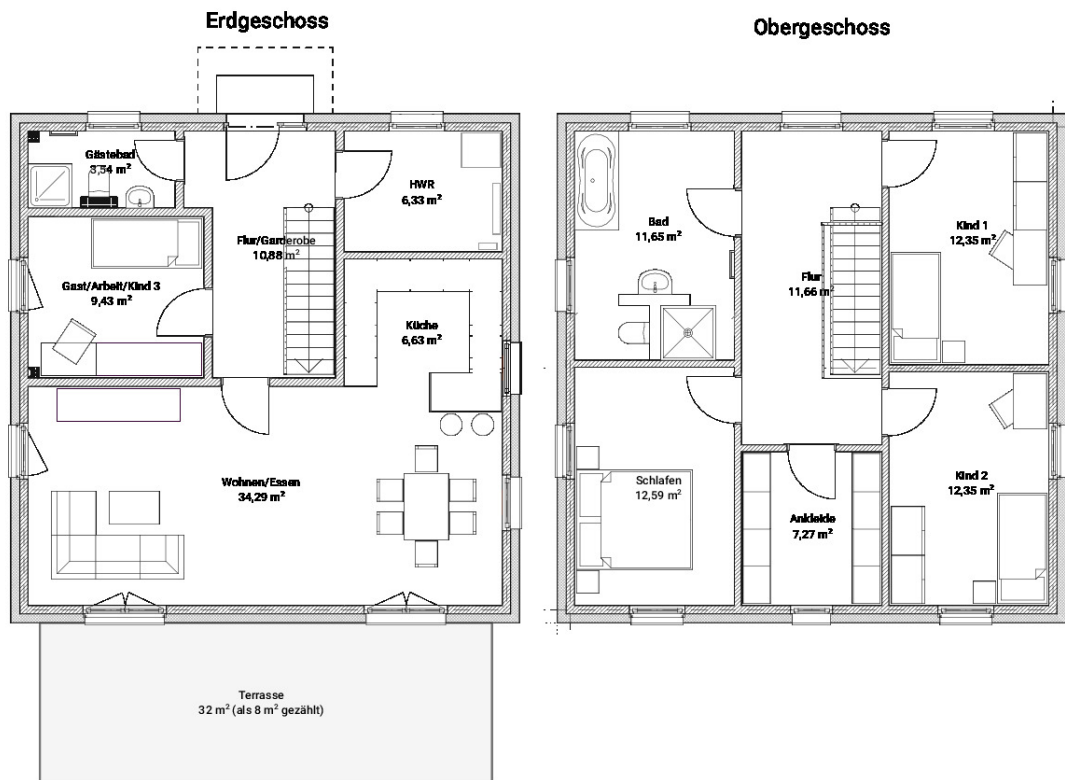 Erdgeschoss
Obergeschoss
Gästebad
3,54 m²
HWR
6,33 m²
Flur/Garderobe
10,88 m²
Gast/Arbeit/Kind 3
9,43 m²
Küche
6,63 m²
Wohnen/Essen
34,29 m²
Terrasse
32 m² (als 8 m² gezählt)
Bad
11,65 m²
Kind 1
12,35 m²
Flur
11,66 m²
Schlafen
12,59 m²
Ankleide
7,27 m²
Kind 2
12,35 m²